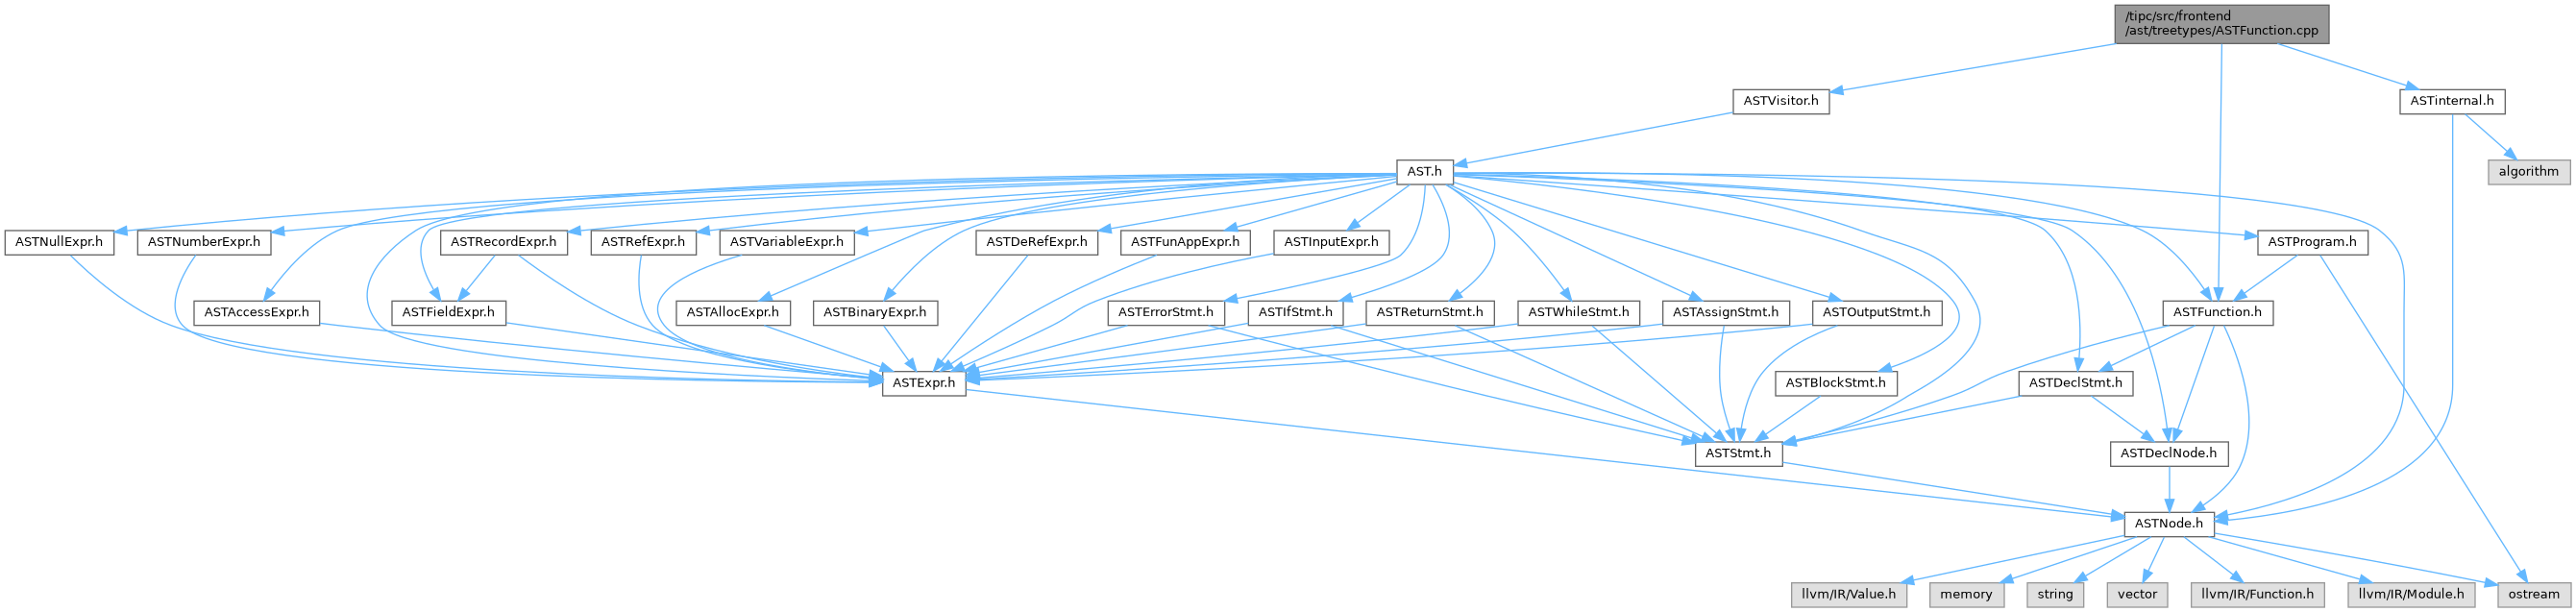 /tipc/src/frontend
/ast/treetypes/ASTFunction.cpp
ASTVisitor.h
ASTinternal.h
AST.h
algorithm
ASTNullExpr.h
ASTNumberExpr.h
ASTRecordExpr.h
ASTRefExpr.h
ASTVariableExpr.h
ASTDeRefExpr.h
ASTFunAppExpr.h
ASTInputExpr.h
ASTProgram.h
ASTAccessExpr.h
ASTFieldExpr.h
ASTAllocExpr.h
ASTBinaryExpr.h
ASTErrorStmt.h
ASTIfStmt.h
ASTReturnStmt.h
ASTWhileStmt.h
ASTAssignStmt.h
ASTOutputStmt.h
ASTFunction.h
ASTExpr.h
ASTBlockStmt.h
ASTDeclStmt.h
ASTStmt.h
ASTDeclNode.h
ASTNode.h
llvm/IR/Value.h
memory
string
vector
llvm/IR/Function.h
llvm/IR/Module.h
ostream